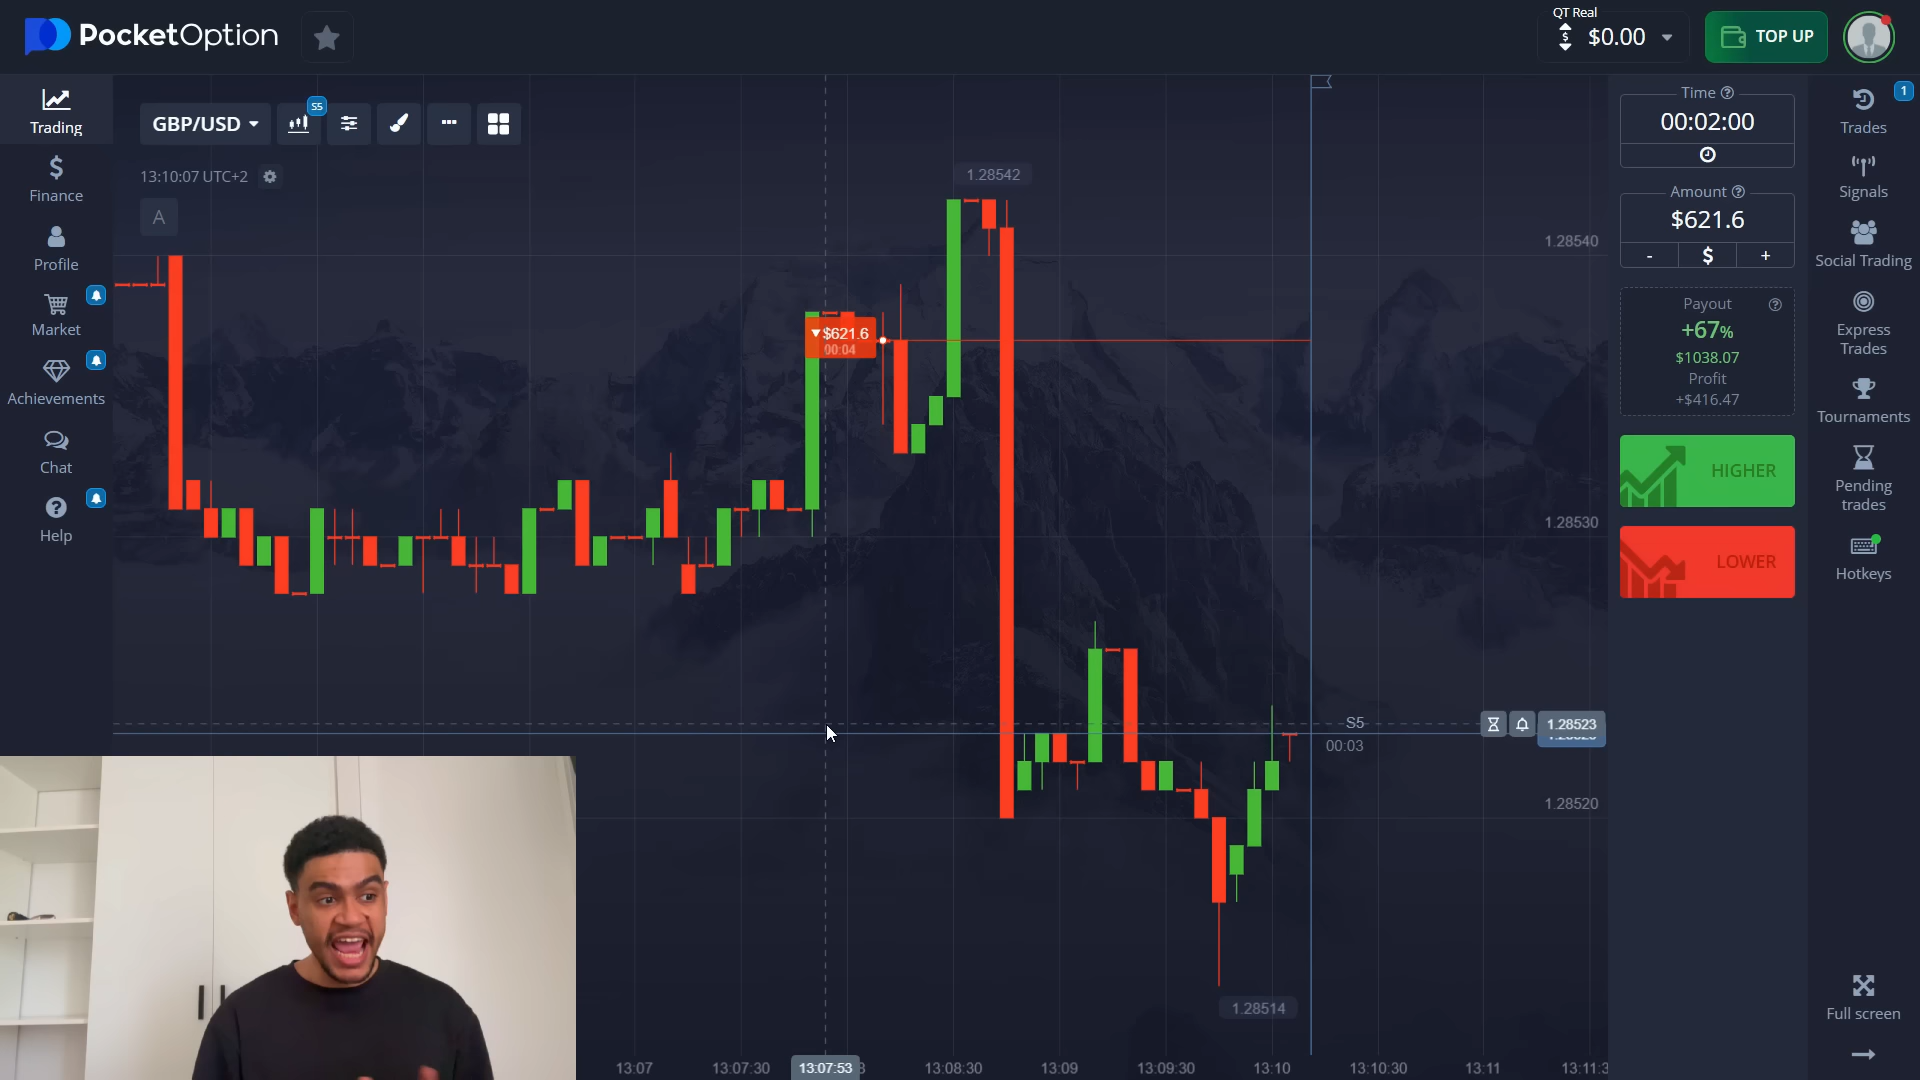 PocketOption
QT Real
$
$0.00
TOP UP
Trading
Finance
Profile
Market
Achievements
Chat
Help
GBP/USD
S5
13:10:07 UTC+2
A
1.28542
$621.6
00:04
1.28540
1.28530
S5
00:03
1.28523
1.28520
1.28514
13:07
13:07:30
13:07:53
13:08:30
13:09
13:09:30
13:10
13:10:30
13:11
13:11:3
Time
00:02:00
Amount
$621.6
- $ +
Payout
+67%
$1038.07
Profit
+$416.47
HIGHER
LOWER
1
Trades
Signals
Social Trading
Express
Trades
Tournaments
Pending
trades
Hotkeys
Full screen